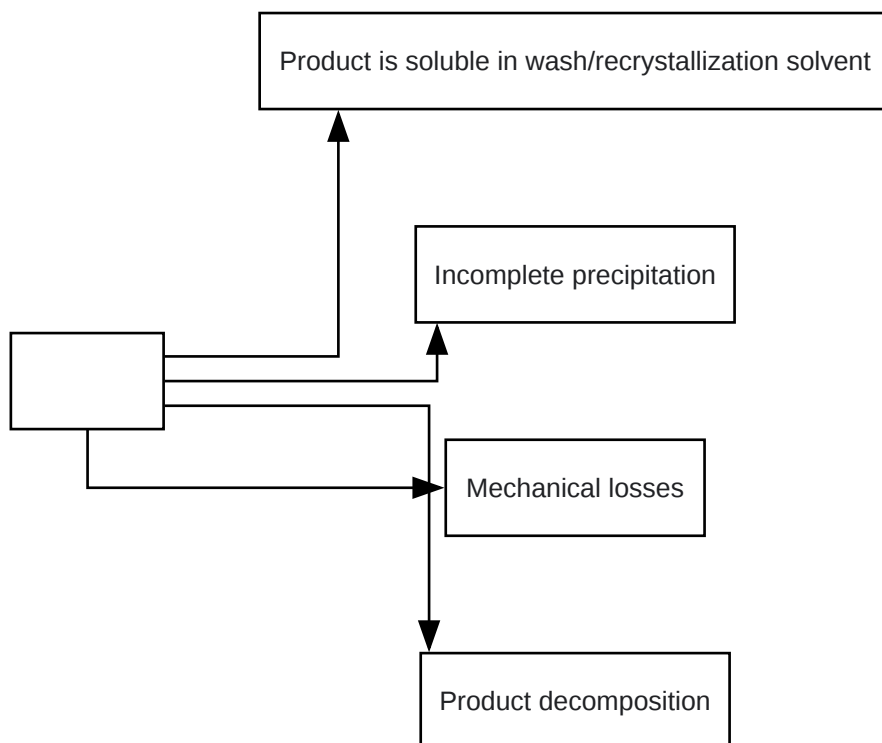 Product is soluble in wash/recrystallization solvent
Incomplete precipitation
Mechanical losses
Product decomposition